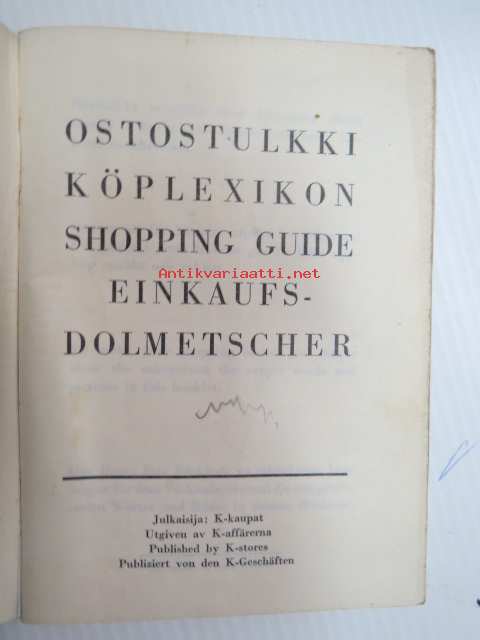 OSTOSTULKKI
KÖPLEXIKON
SHOPPING GUIDE
Antikvariaatti.net
EINKAUFS-
DOLMETSCHER
Julkaisija: K-kaupat
Utgiven av K-affärerna
Published by K-stores
Publiziert von den K-Geschäften